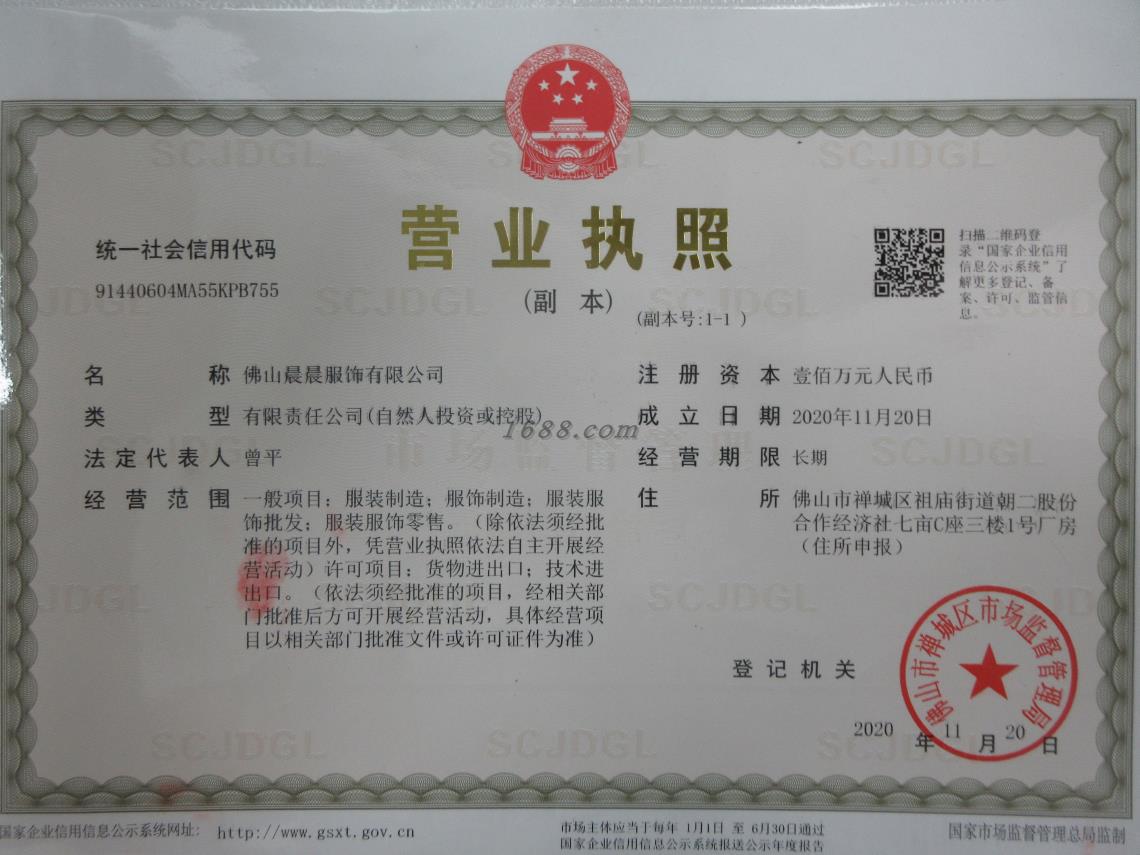 SCJDGL SCJDGL SCJDGL
营业执照
统一社会信用代码
91440604MA55KPB755
(副 本)
(副本号:1-1 )
扫描二维码登
录“国家企业信用
信息公示系统”了
解更多登记、备
案、许可、监管信
息。
名 称 佛山晨晨服饰有限公司
类 型 有限责任公司(自然人投资或控股)
法定代表人 曾平
经营范围 一般项目：服装制造；服饰制造；服装服
饰批发；服装服饰零售。（除依法须经批
准的项目外，凭营业执照依法自主开展经
营活动）许可项目：货物进出口；技术进
出口。（依法须经批准的项目，经相关部
门批准后方可开展经营活动，具体经营项
目以相关部门批准文件或许可证件为准）
注册资本 壹佰万元人民币
成立日期 2020年11月20日
经营期限 长期
住 所 佛山市禅城区祖庙街道朝二股份
合作经济社七亩C座三楼1号厂房
（住所申报）
1688.com
市场监督管理
SCJDGL
SCJDGL
登记机关
佛山市禅城区市场监督管理局
2020 年 11 月 20 日
SCJDGL SCJDGL
国家企业信用信息公示系统网址: http://www.gsxt.gov.cn
市场主体应当于每年 1月1日 至 6月30日通过
国家企业信用信息公示系统报送公示年度报告
国家市场监督管理总局监制